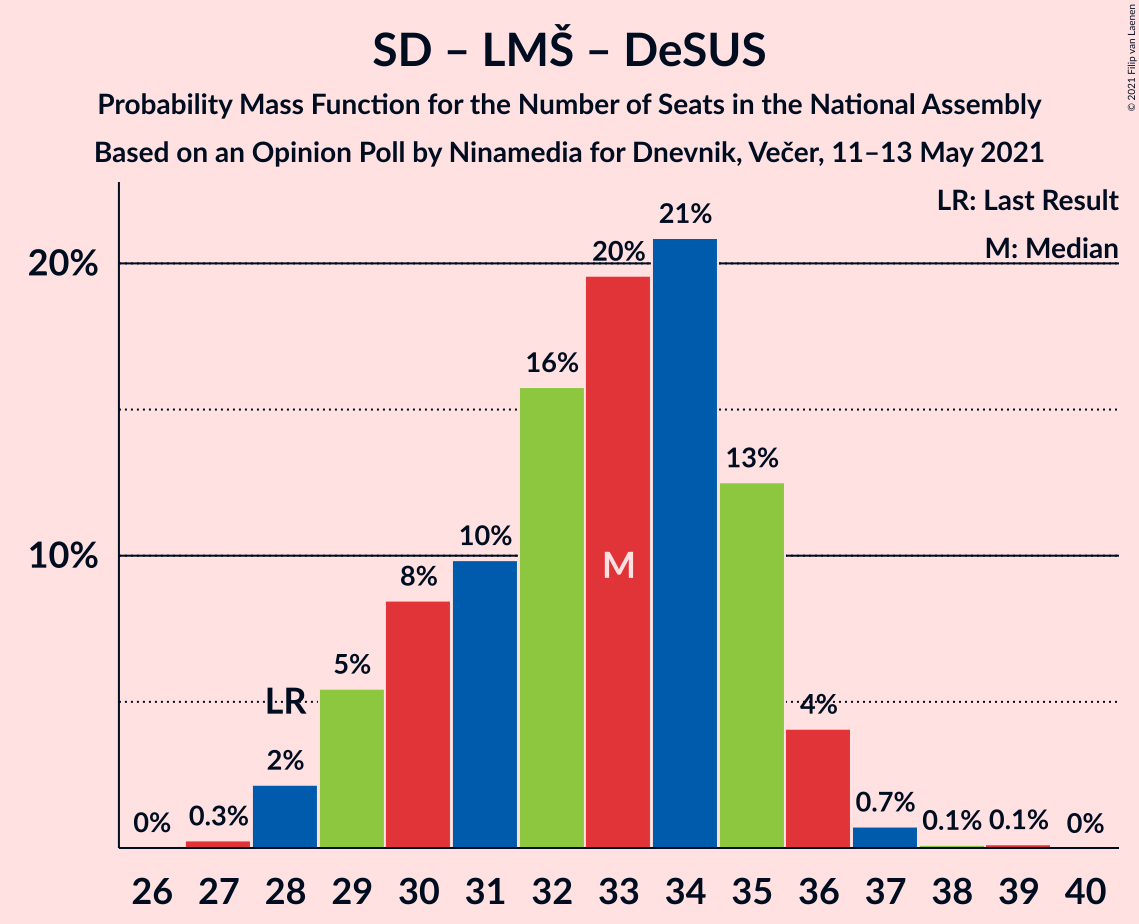 SD – LMŠ – DeSUS
Probability Mass Function for the Number of Seats in the National Assembly
Based on an Opinion Poll by Ninamedia for Dnevnik, Večer, 11–13 May 2021
© 2021 Filip van Laenen
LR: Last Result
M: Median
20%
10%
0%
0.3%
2%
LR
5%
8%
10%
16%
20%
M
21%
13%
4%
0.7%
0.1%
0.1%
0%
26 27 28 29 30 31 32 33 34 35 36 37 38 39 40